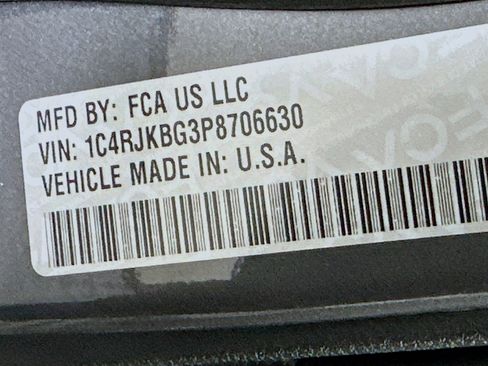 MFD BY: FCA US LLC
VIN: 1C4RJKBG3P8706630
VEHICLE MADE IN: U.S.A.